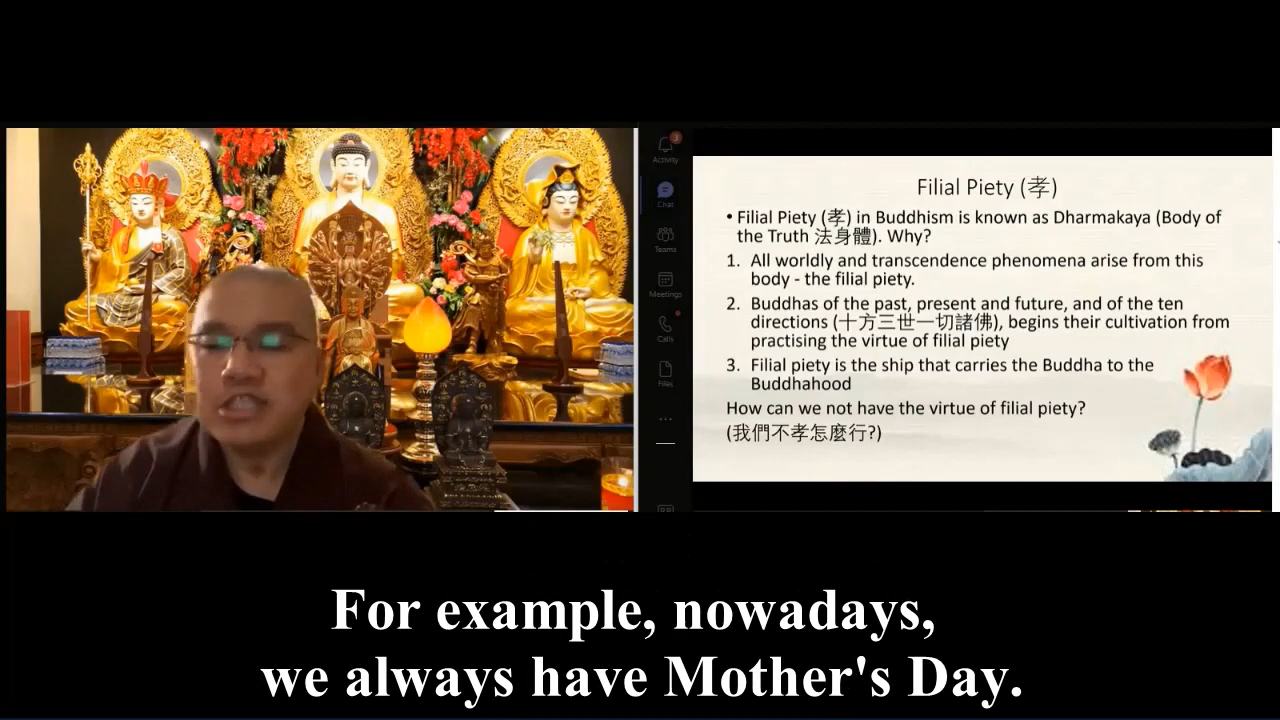 Activity
Chat
Teams
Meetings
Calls
Files
Filial Piety (孝)
• Filial Piety (孝) in Buddhism is known as Dharmakaya (Body of
the Truth 法身體). Why?
1. All worldly and transcendence phenomena arise from this
body - the filial piety.
2. Buddhas of the past, present and future, and of the ten
directions (十方三世一切諸佛), begins their cultivation from
practising the virtue of filial piety
3. Filial piety is the ship that carries the Buddha to the
Buddhahood
How can we not have the virtue of filial piety?
(我們不孝怎麼行?)
For example, nowadays,
we always have Mother's Day.